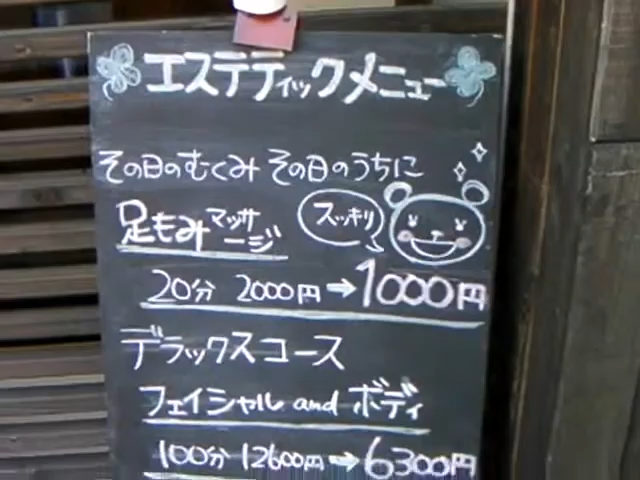 エステティックメニュー
その日のむくみ その日のうちに
足もみマッサージ
スッキリ
20分 2000円→1000円
デラックスコース
フェイシャル and ボディ
100分 12600円→6300円